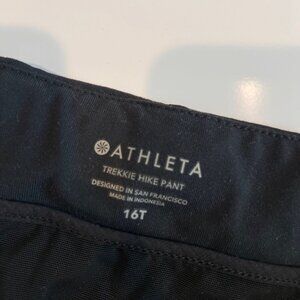 ATHLETA
TREKKIE HIKE PANT
DESIGNED IN SAN FRANCISCO
MADE IN INDONESIA
16T